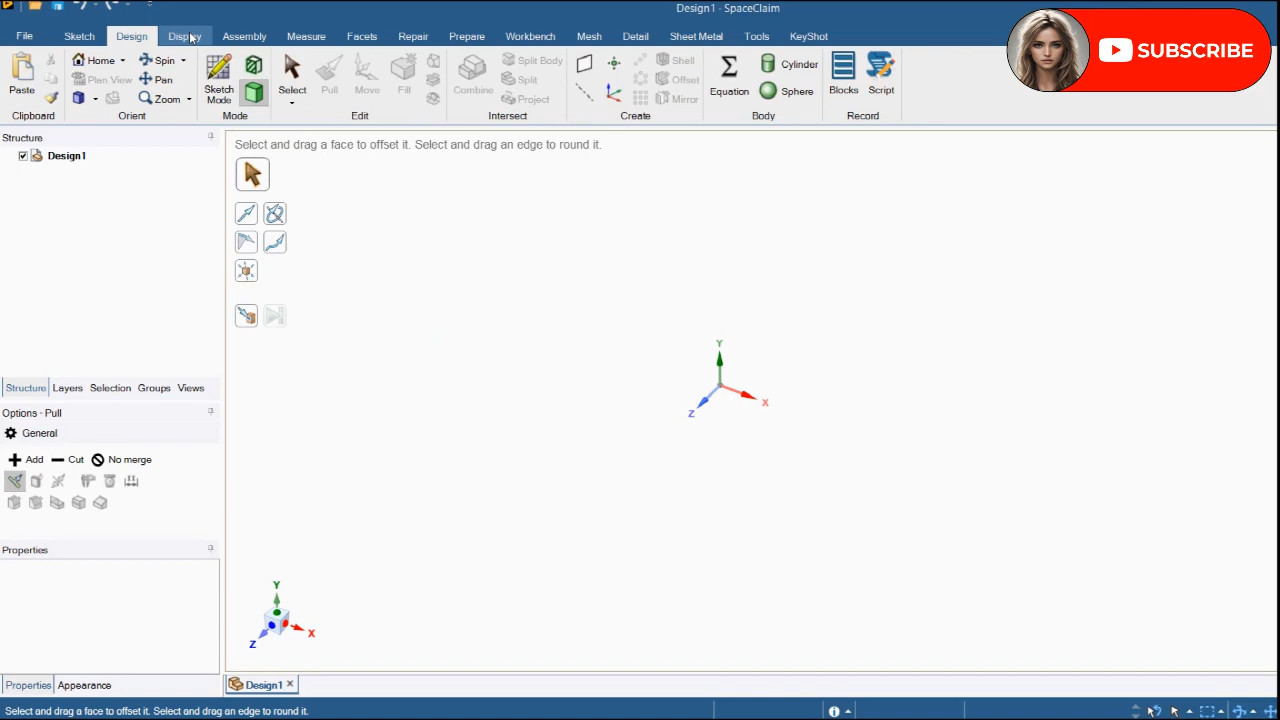 Design1 - SpaceClaim
File Sketch Design Display Assembly Measure Facets Repair Prepare Workbench Mesh Detail Sheet Metal Tools KeyShot
SUBSCRIBE
Paste
Home Spin
Plan View Pan
Zoom
Sketch Mode
Select Pull Move Fill
Combine Split Body
Split
Project
Shell
Offset
Mirror
Equation Cylinder
Sphere
Blocks Script
Clipboard Orient Mode Edit Intersect Create Body Record
Structure
Design1
Select and drag a face to offset it. Select and drag an edge to round it.
Y
X
Z
Structure Layers Selection Groups Views
Options - Pull
General
Add Cut No merge
Properties
Y
X
Z
Properties Appearance
Design1
Select and drag a face to offset it. Select and drag an edge to round it.